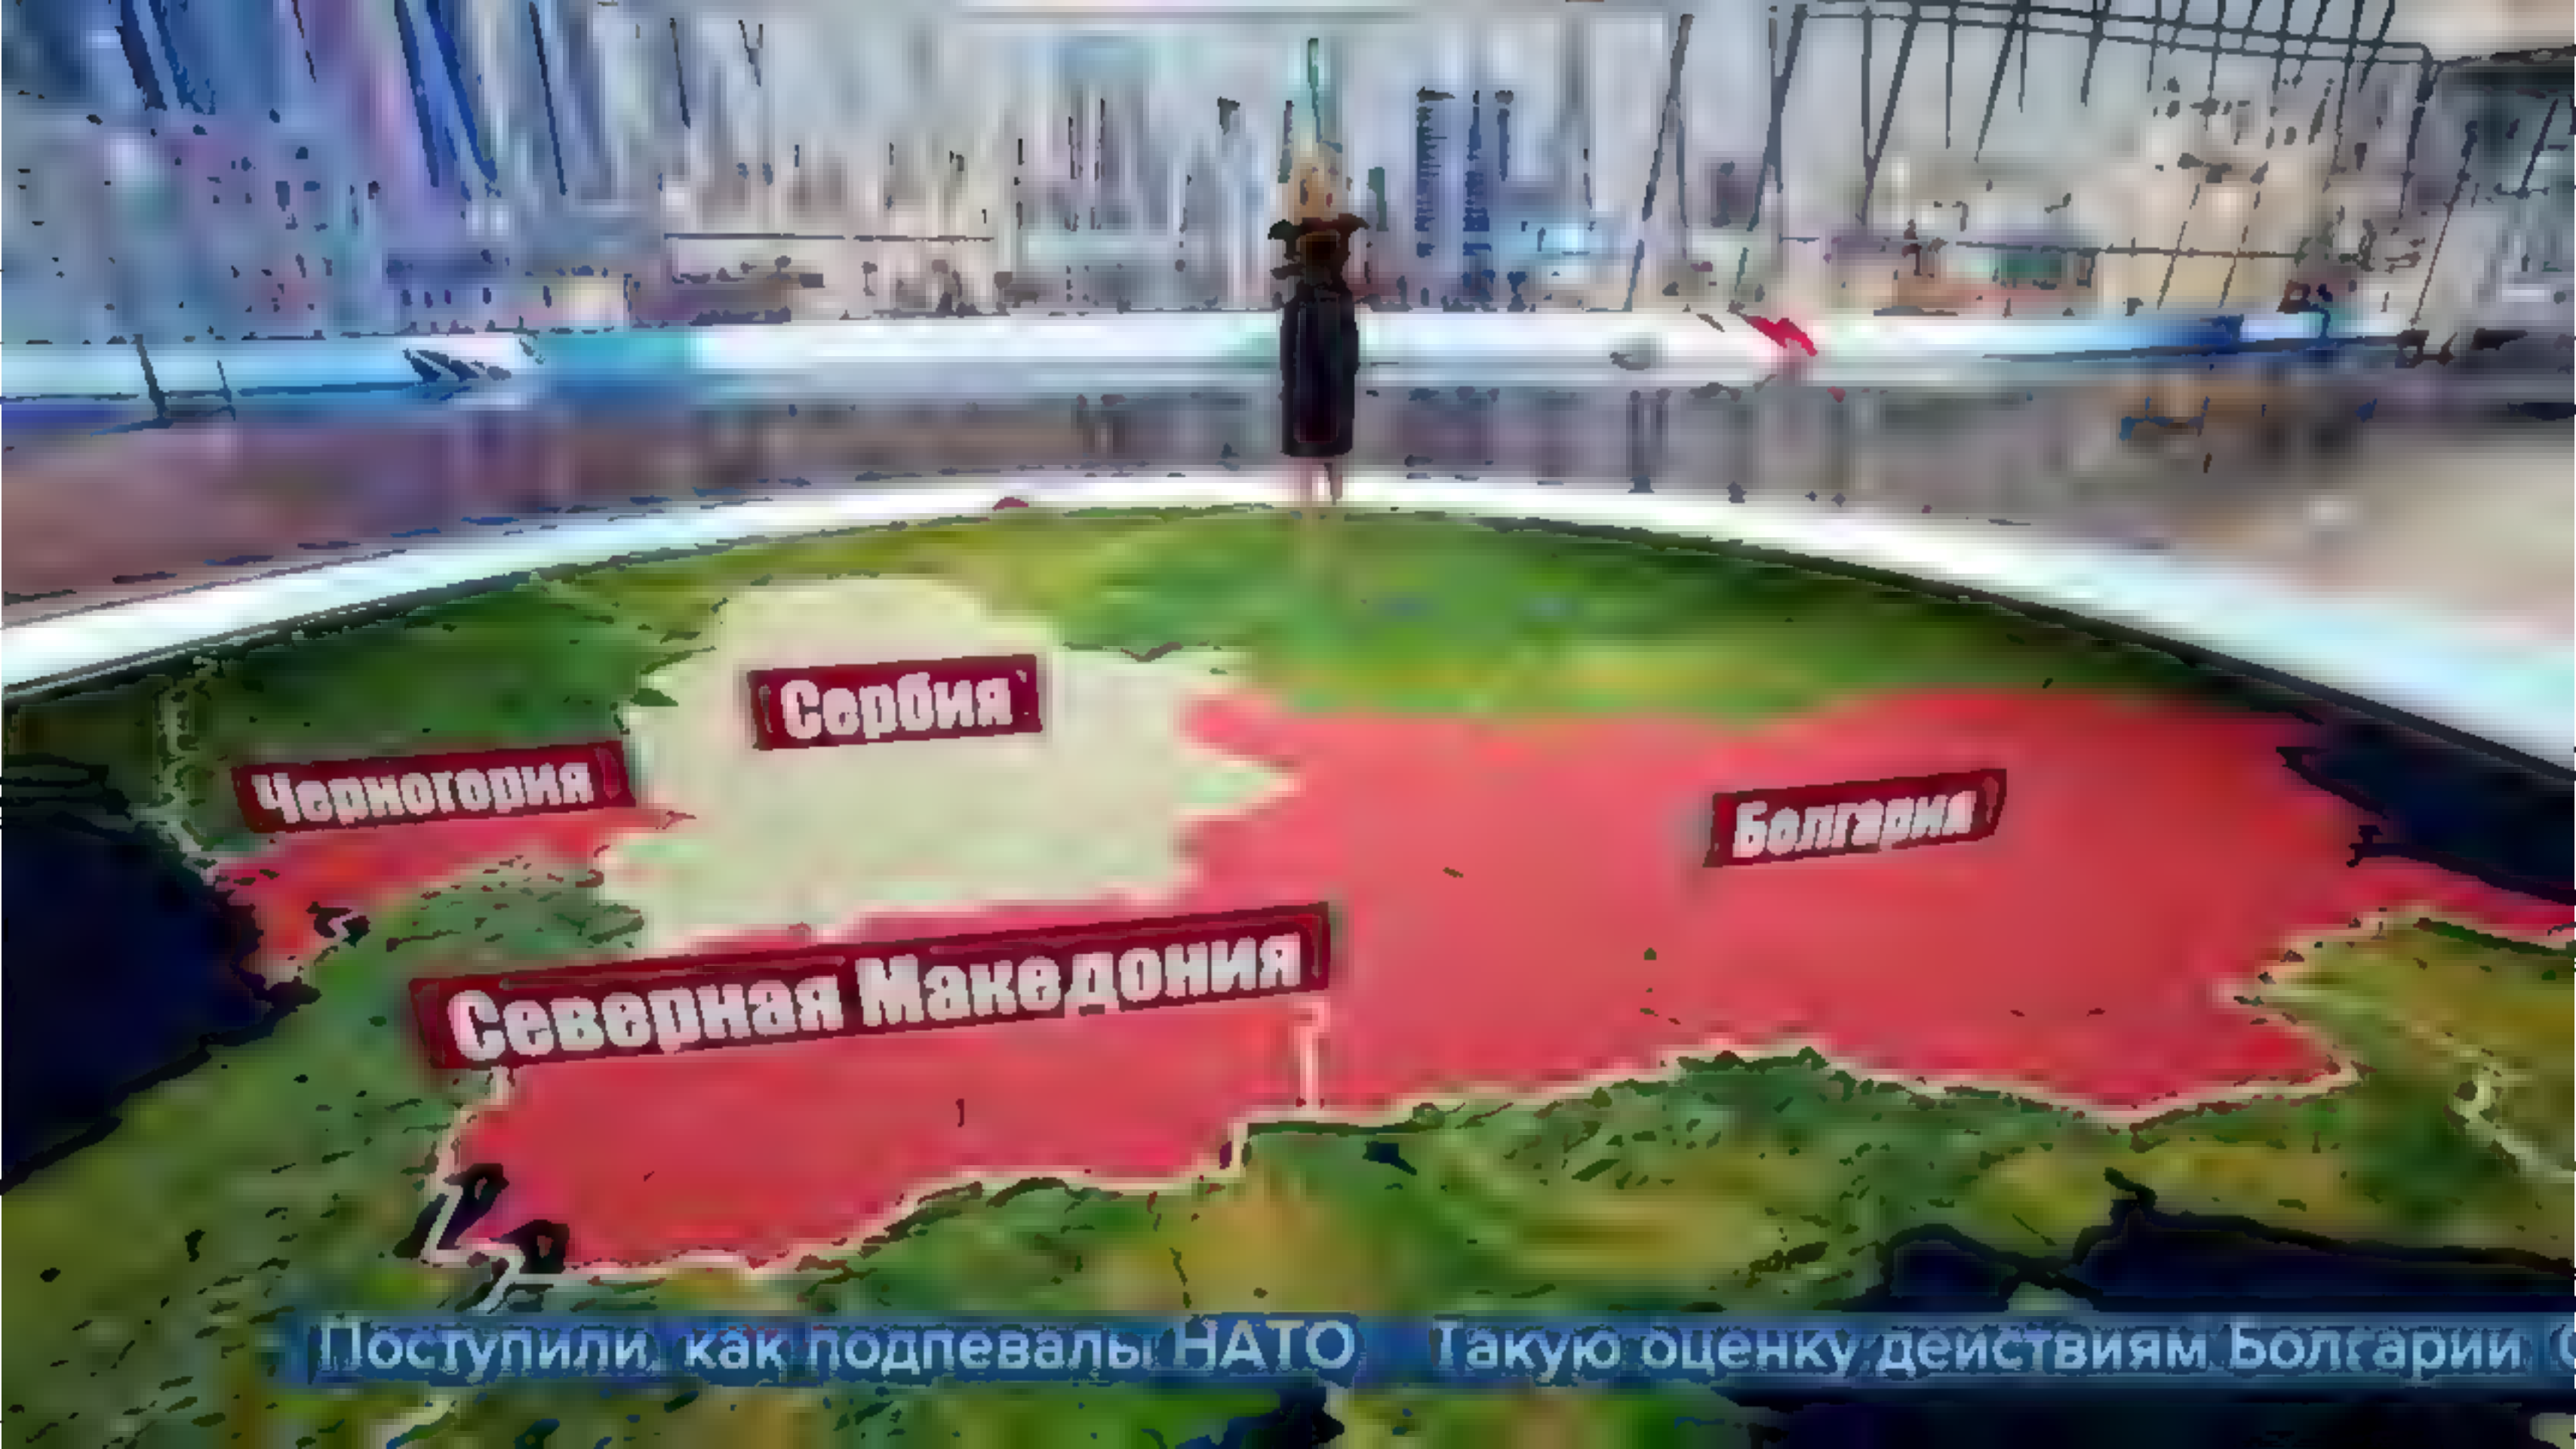 Сербия
Черногория
Болгария
Северная Македония
Поступили, как подпевалы НАТО Такую оценку действиям Болгарии